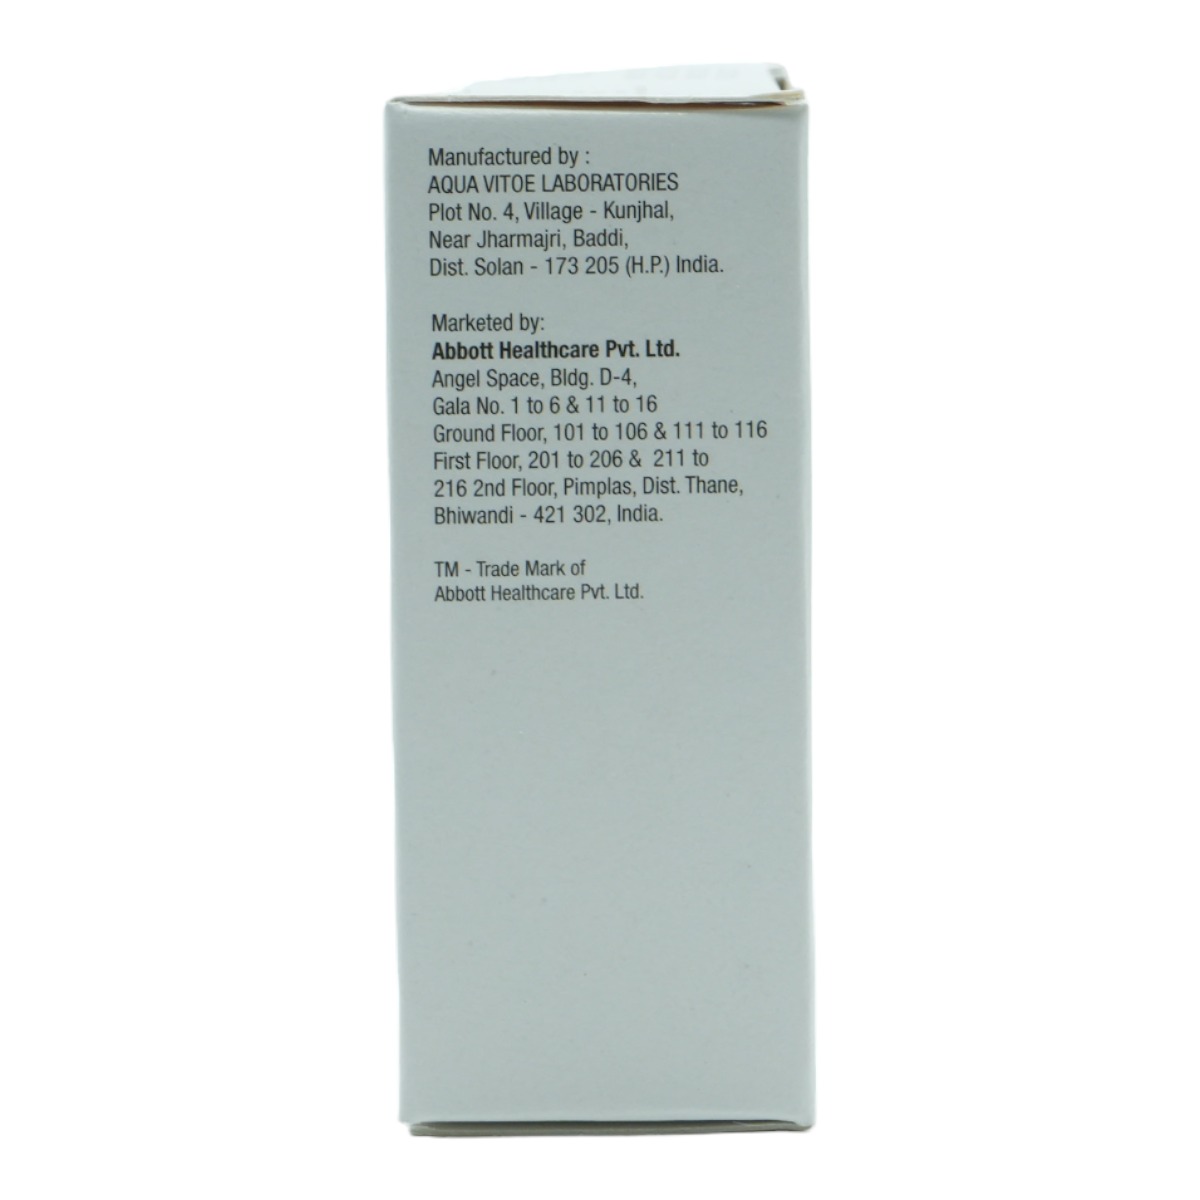 Manufactured by :
AQUA VITOE LABORATORIES
Plot No. 4, Village - Kunjhal,
Near Jharmajri, Baddi,
Dist. Solan - 173 205 (H.P.) India.
Marketed by:
Abbott Healthcare Pvt. Ltd.
Angel Space, Bldg. D-4,
Gala No. 1 to 6 & 11 to 16
Ground Floor, 101 to 106 & 111 to 116
First Floor, 201 to 206 & 211 to
216 2nd Floor, Pimplas, Dist. Thane,
Bhiwandi - 421 302, India.
TM - Trade Mark of
Abbott Healthcare Pvt. Ltd.